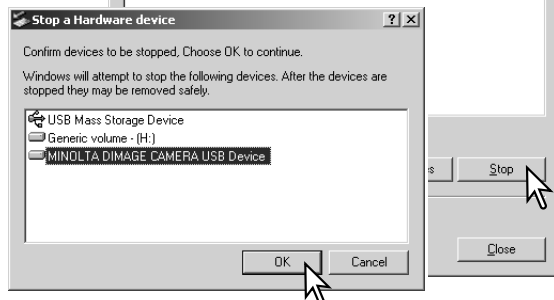 Stop a Hardware device
Confirm devices to be stopped, Choose OK to continue.
Windows will attempt to stop the following devices. After the devices are
stopped they may be removed safely.
USB Mass Storage Device
Generic volume - (H:)
MINOLTA DIMAGE CAMERA USB Device
OK
Cancel
Stop
Close